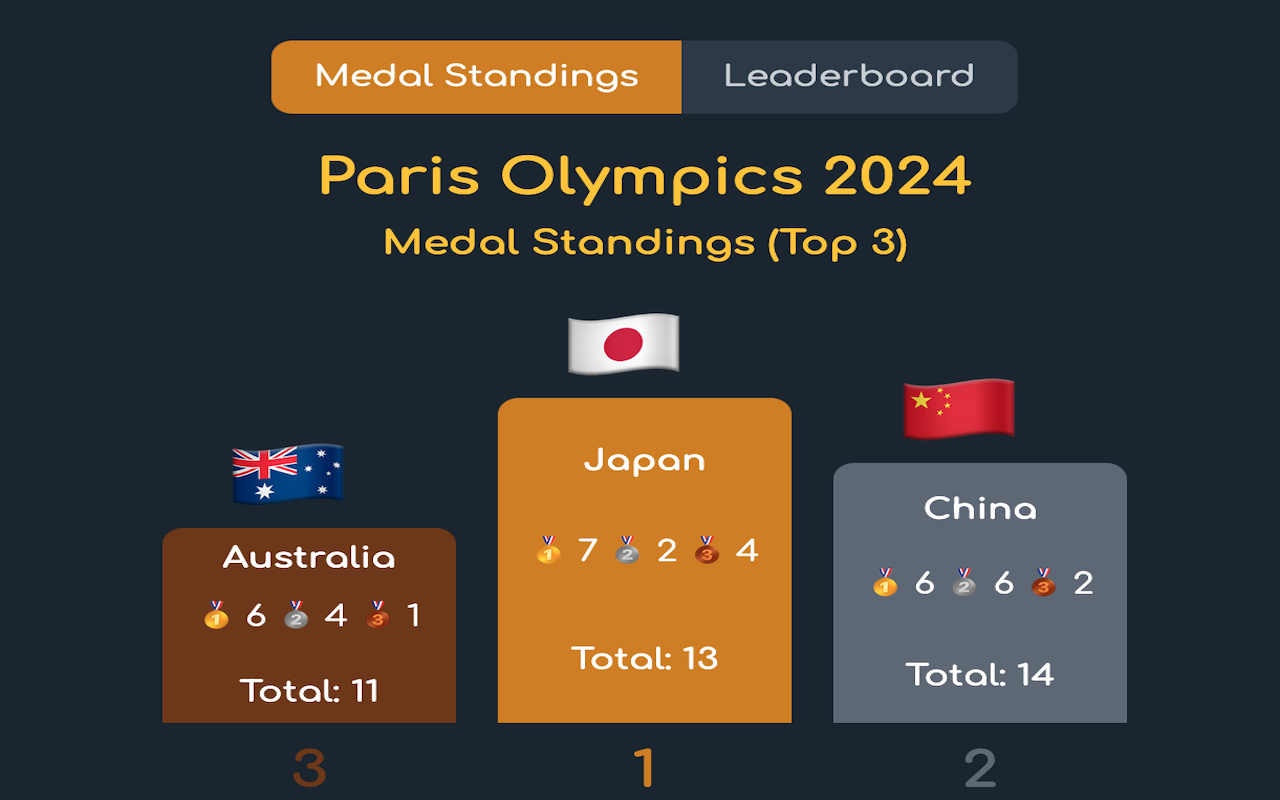 Medal Standings Leaderboard
Paris Olympics 2024
Medal Standings (Top 3)
Australia
🥇 6 🥈 4 🥉 1
Total: 11
3
Japan
🥇 7 🥈 2 🥉 4
Total: 13
1
China
🥇 6 🥈 6 🥉 2
Total: 14
2